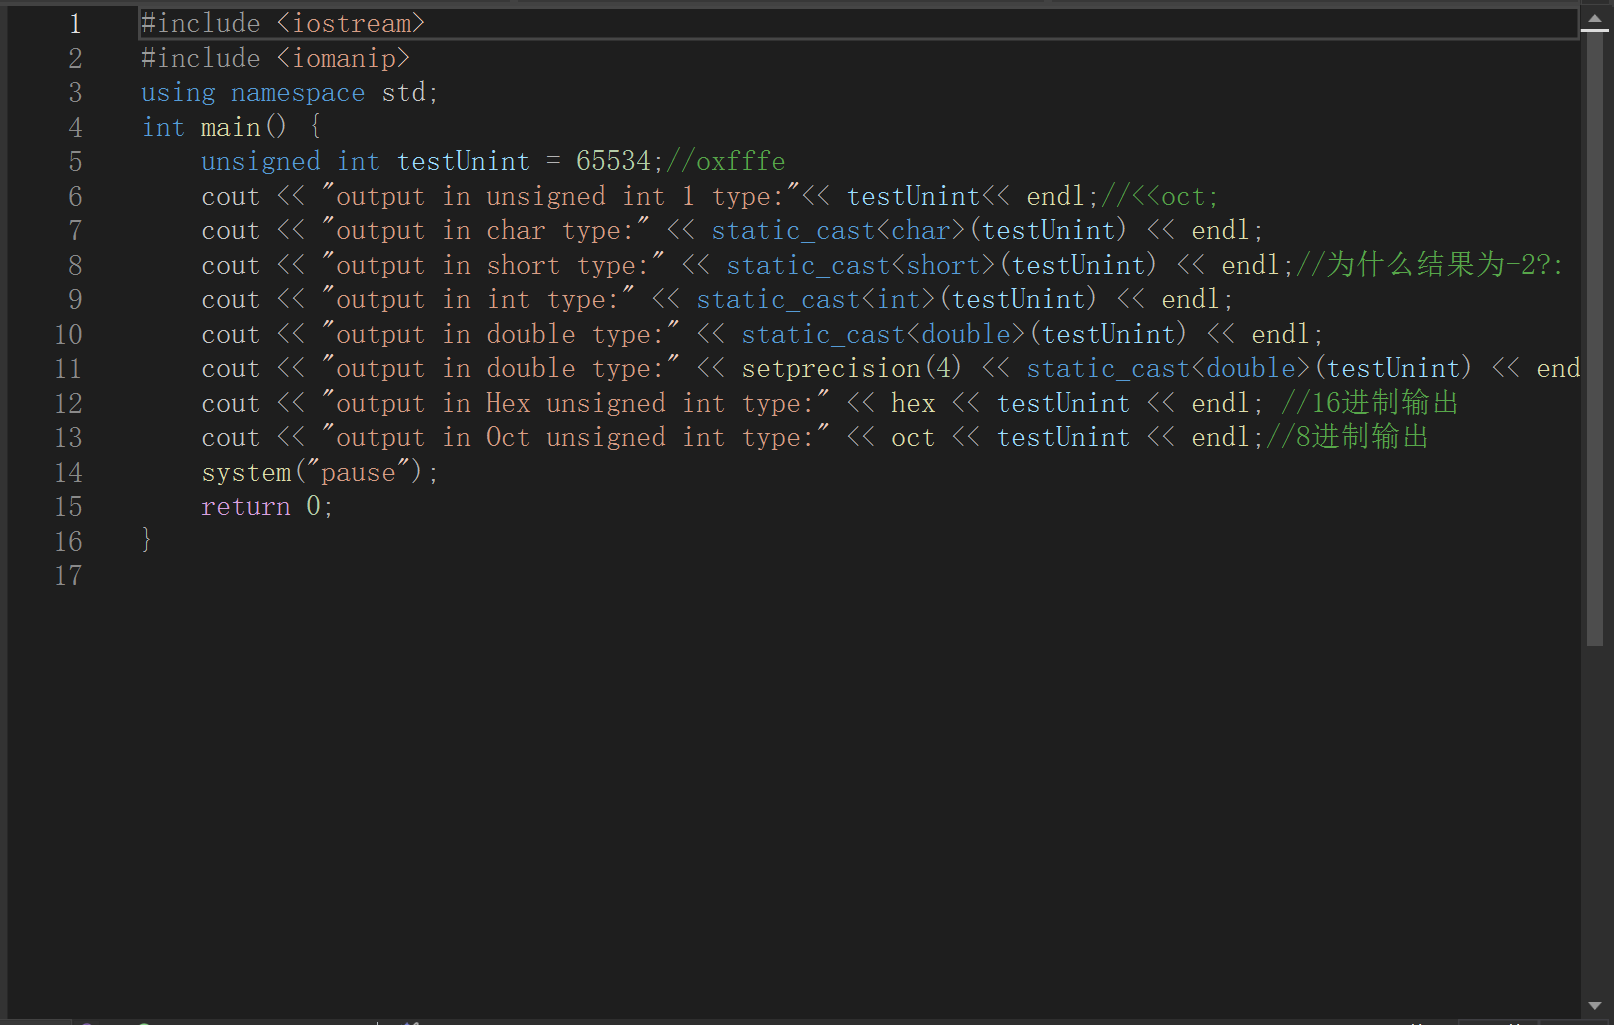 1 #include <iostream>
2 #include <iomanip>
3 using namespace std;
4 int main() {
5 unsigned int testUnint = 65534;//oxfffe
6 cout << "output in unsigned int 1 type:"<< testUnint<< endl;//<<oct;
7 cout << "output in char type:" << static_cast<char>(testUnint) << endl;
8 cout << "output in short type:" << static_cast<short>(testUnint) << endl;//为什么结果为-2?:
9 cout << "output in int type:" << static_cast<int>(testUnint) << endl;
10 cout << "output in double type:" << static_cast<double>(testUnint) << endl;
11 cout << "output in double type:" << setprecision(4) << static_cast<double>(testUnint) << end
12 cout << "output in Hex unsigned int type:" << hex << testUnint << endl; //16进制输出
13 cout << "output in Oct unsigned int type:" << oct << testUnint << endl;//8进制输出
14 system("pause");
15 return 0;
16 }
17